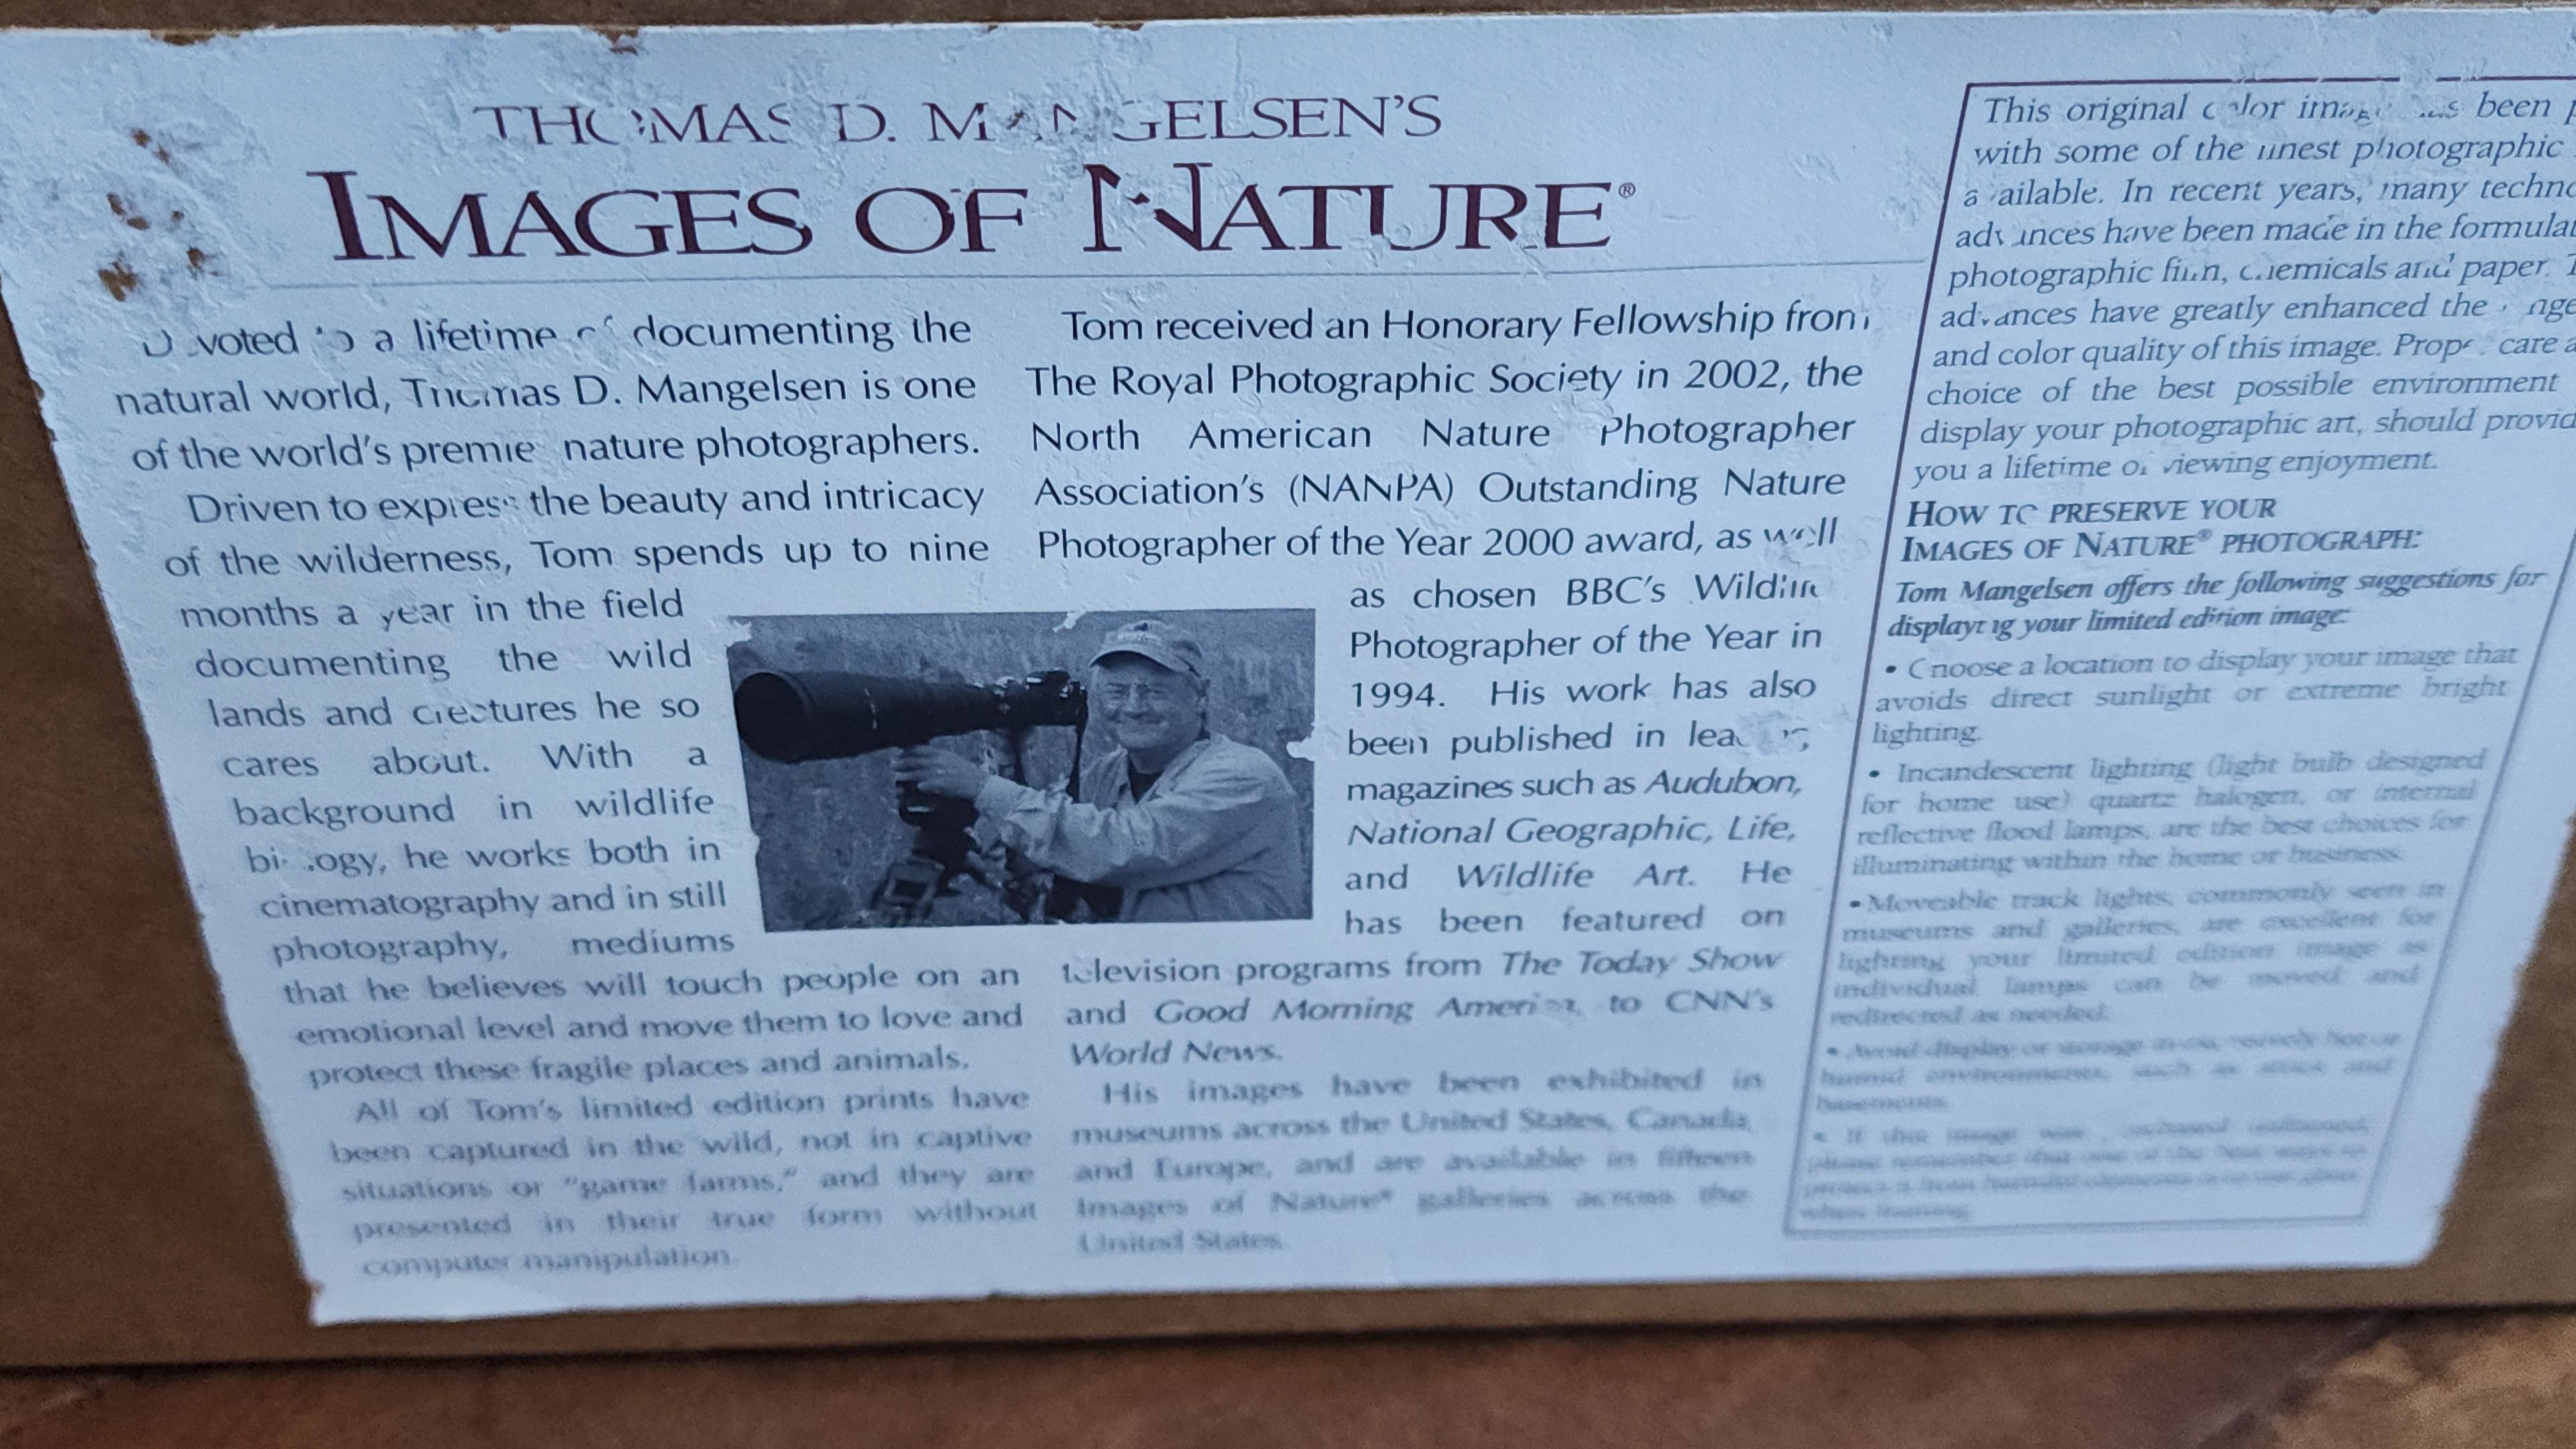 THOMAS D. MANGELSEN'S
IMAGES OF NATURE®
Devoted to a lifetime of documenting the
natural world, Thomas D. Mangelsen is one
of the world's premie nature photographers.
Driven to express the beauty and intricacy
of the wilderness, Tom spends up to nine
months a year in the field
documenting the wild
lands and creatures he so
cares about. With a
background in wildlife
biology, he works both in
cinematography and in still
photography, mediums
that he believes will touch people on an
emotional level and move them to love and
protect these fragile places and animals.
All of Tom's limited edition prints have
been captured in the wild, not in captive
situations or "game farms," and they are
presented in their true form without
computer manipulation.
Tom received an Honorary Fellowship from
The Royal Photographic Society in 2002, the
North American Nature Photographer
Association's (NANPA) Outstanding Nature
Photographer of the Year 2000 award, as well
as chosen BBC's Wildlife
Photographer of the Year in
1994. His work has also
been published in leading
magazines such as Audubon,
National Geographic, Life,
and Wildlife Art. He
has been featured on
television programs from The Today Show
and Good Morning America, to CNN's
World News.
His images have been exhibited in
museums across the United States, Canada
and Europe, and are available in fifteen
Images of Nature® galleries across the
United States.
This original color image has been
with some of the finest photographic
available. In recent years, many
advances have been made in the
photographic film, chemicals and paper.
advances have greatly enhanced the
and color quality of this image. Proper care
choice of the best possible environment
display your photographic art, should
you a lifetime of viewing enjoyment.
HOW TO PRESERVE YOUR
IMAGES OF NATURE® PHOTOGRAPH:
Tom Mangelsen offers the following suggestions for
displaying your limited edition image:
• Choose a location to display your image that
avoids direct sunlight or extreme bright
lighting.
• Incandescent lighting (light bulb designed
for home use) quartz halogen, or internal
reflective flood lamps, are the best choices for
illuminating within the home or business.
• Moveable track lights, commonly seen in
museums and galleries, are excellent for
lighting your limited edition image as
individual lamps can be moved and
redirected as needed.
• Avoid display or storage in hot or
humid environments, such as attics and
basements.
• If this image